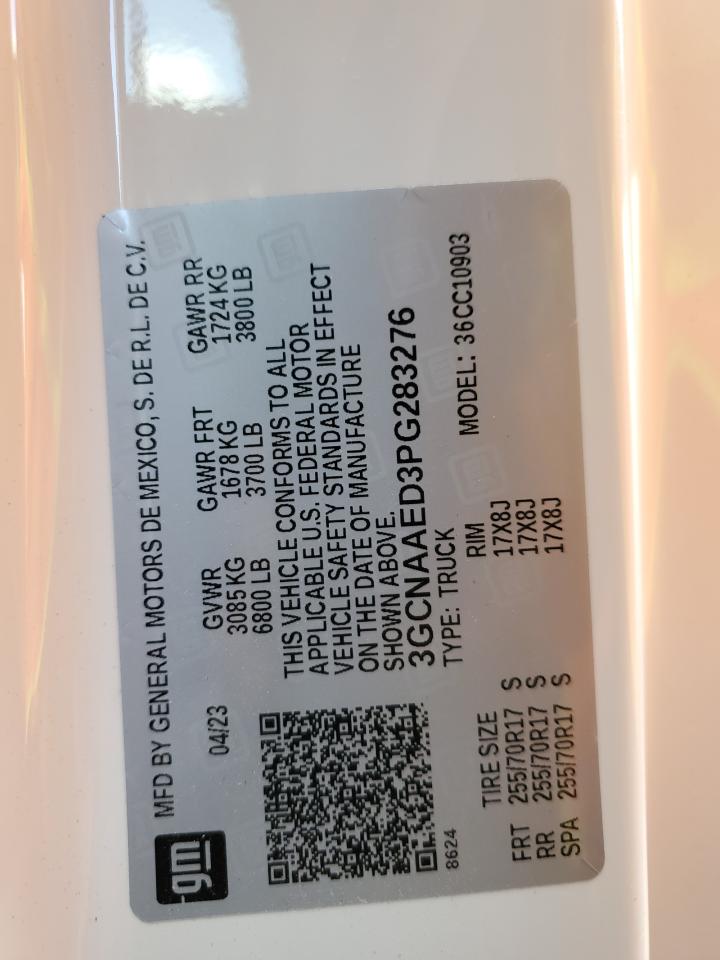 gm
MFD BY GENERAL MOTORS DE MEXICO, S. DE R.L. DE C.V.
04/23
GVWR GAWR FRT GAWR RR
3085 KG 1678 KG 1724 KG
6800 LB 3700 LB 3800 LB
THIS VEHICLE CONFORMS TO ALL
APPLICABLE U.S. FEDERAL MOTOR
VEHICLE SAFETY STANDARDS IN EFFECT
ON THE DATE OF MANUFACTURE
SHOWN ABOVE.
3GCNAAED3PG283276
8624
TYPE: TRUCK MODEL: 36CC10903
TIRE SIZE RIM
FRT 255/70R17 S 17X8J
RR 255/70R17 S 17X8J
SPA 255/70R17 S 17X8J